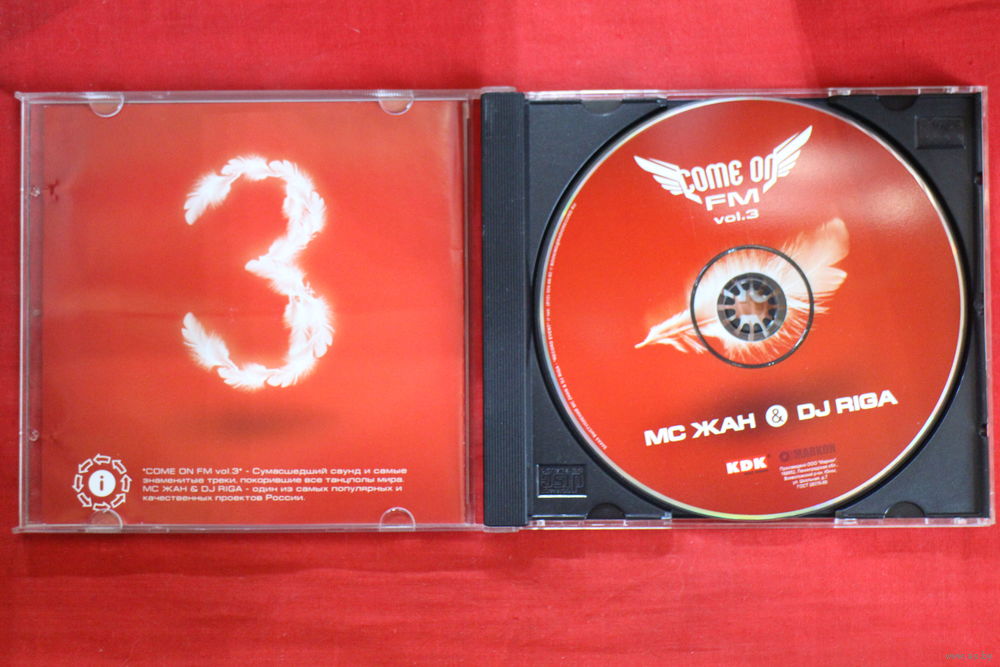 3
i
"COME ON FM vol.3" - Сумасшедший саунд и самые
знаменитые треки, покорившие все танцполы мира.
МС ЖАН & DJ RIGA - один из самых популярных и
качественных проектов России.
COME ON
FM
vol.3
МС ЖАН & DJ RIGA
KDK
MARKON